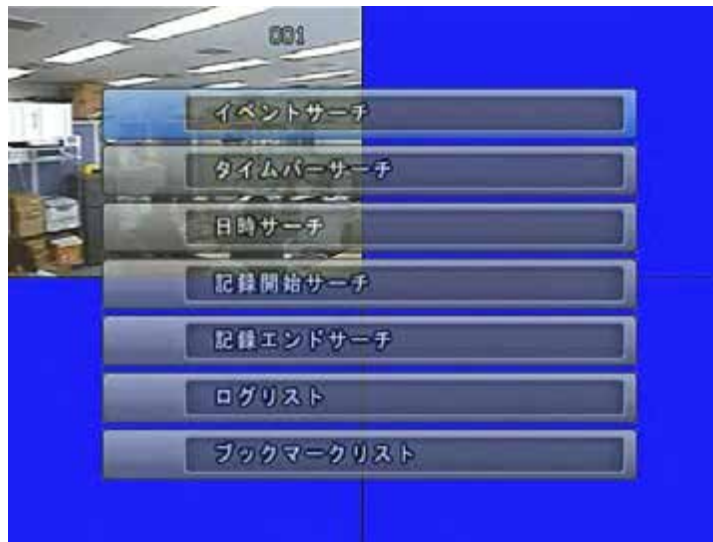 001
イベントサーチ
タイムバーサーチ
日時サーチ
記録開始サーチ
記録エンドサーチ
ログリスト
ブックマークリスト